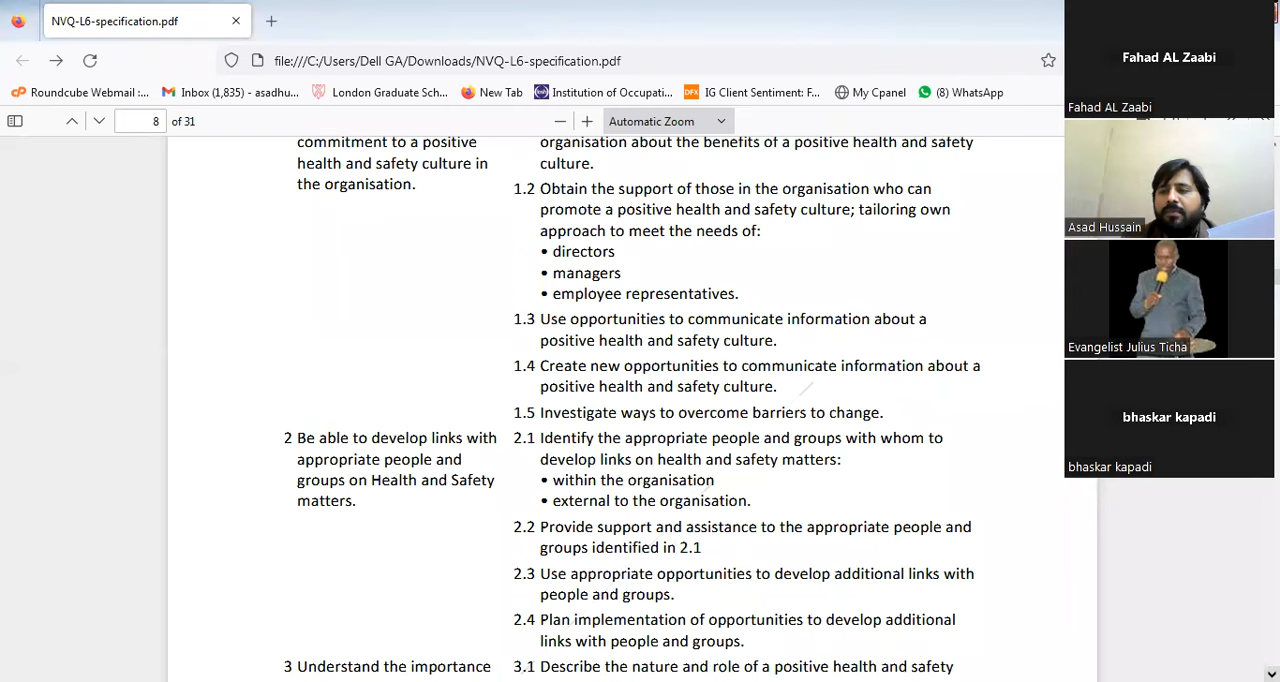 NVQ-L6-specification.pdf
file:///C:/Users/Dell GA/Downloads/NVQ-L6-specification.pdf
Roundcube Webmail :...
Inbox (1,835) - asadhu...
London Graduate Sch...
New Tab
Institution of Occupati...
IG Client Sentiment: F...
My Cpanel
(8) WhatsApp
8 of 31
Automatic Zoom
commitment to a positive
health and safety culture in
the organisation.
organisation about the benefits of a positive health and safety
culture.
1.2 Obtain the support of those in the organisation who can
promote a positive health and safety culture; tailoring own
approach to meet the needs of:
• directors
• managers
• employee representatives.
1.3 Use opportunities to communicate information about a
positive health and safety culture.
1.4 Create new opportunities to communicate information about a
positive health and safety culture.
1.5 Investigate ways to overcome barriers to change.
2 Be able to develop links with
appropriate people and
groups on Health and Safety
matters.
2.1 Identify the appropriate people and groups with whom to
develop links on health and safety matters:
• within the organisation
• external to the organisation.
2.2 Provide support and assistance to the appropriate people and
groups identified in 2.1
2.3 Use appropriate opportunities to develop additional links with
people and groups.
2.4 Plan implementation of opportunities to develop additional
links with people and groups.
3 Understand the importance
3.1 Describe the nature and role of a positive health and safety
Fahad AL Zaabi
Fahad AL Zaabi
Asad Hussain
Evangelist Julius Ticha
bhaskar kapadi
bhaskar kapadi